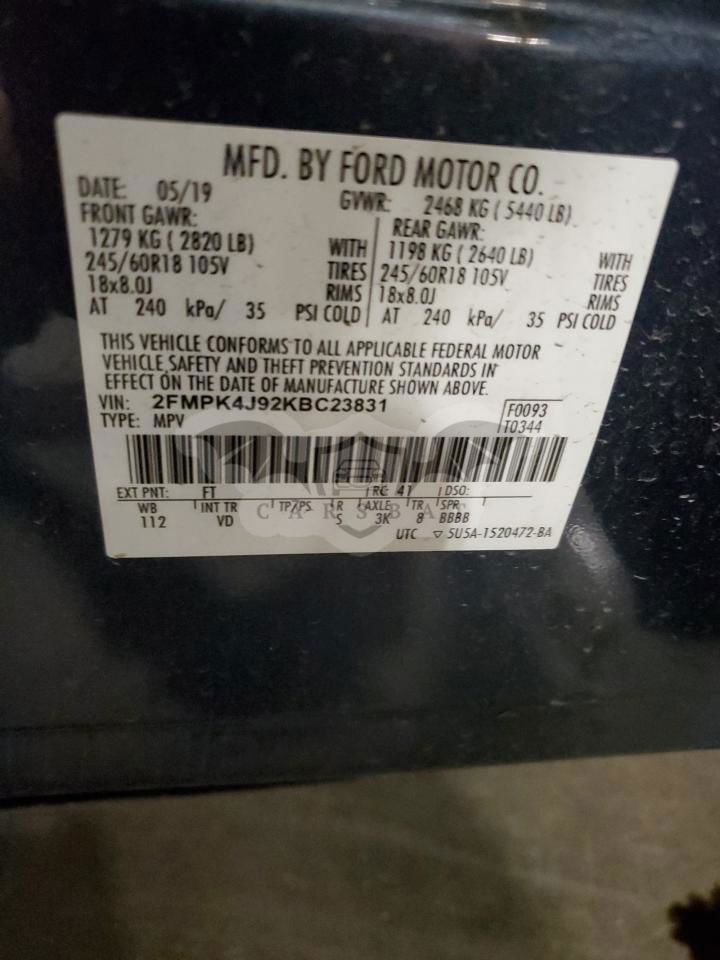 MFD. BY FORD MOTOR CO.
DATE: 05/19 GVWR: 2468 KG ( 5440 LB)
FRONT GAWR: REAR GAWR:
1279 KG ( 2820 LB) WITH 1198 KG ( 2640 LB) WITH
245/60R18 105V TIRES 245/60R18 105V TIRES
18x8.0J RIMS 18x8.0J RIMS
AT 240 kPa/ 35 PSI COLD AT 240 kPa/ 35 PSI COLD
THIS VEHICLE CONFORMS TO ALL APPLICABLE FEDERAL MOTOR
VEHICLE SAFETY AND THEFT PREVENTION STANDARDS IN
EFFECT ON THE DATE OF MANUFACTURE SHOWN ABOVE.
VIN: 2FMPK4J92KBC23831 F0093
TYPE: MPV T0344
EXT PNT: FT RC: 41 DSO:
WB INT TR TP/PS R AXLE TR SPR
112 VD 5 3K 8 BBBB
UTC ▽ 5U5A-1520472-BA